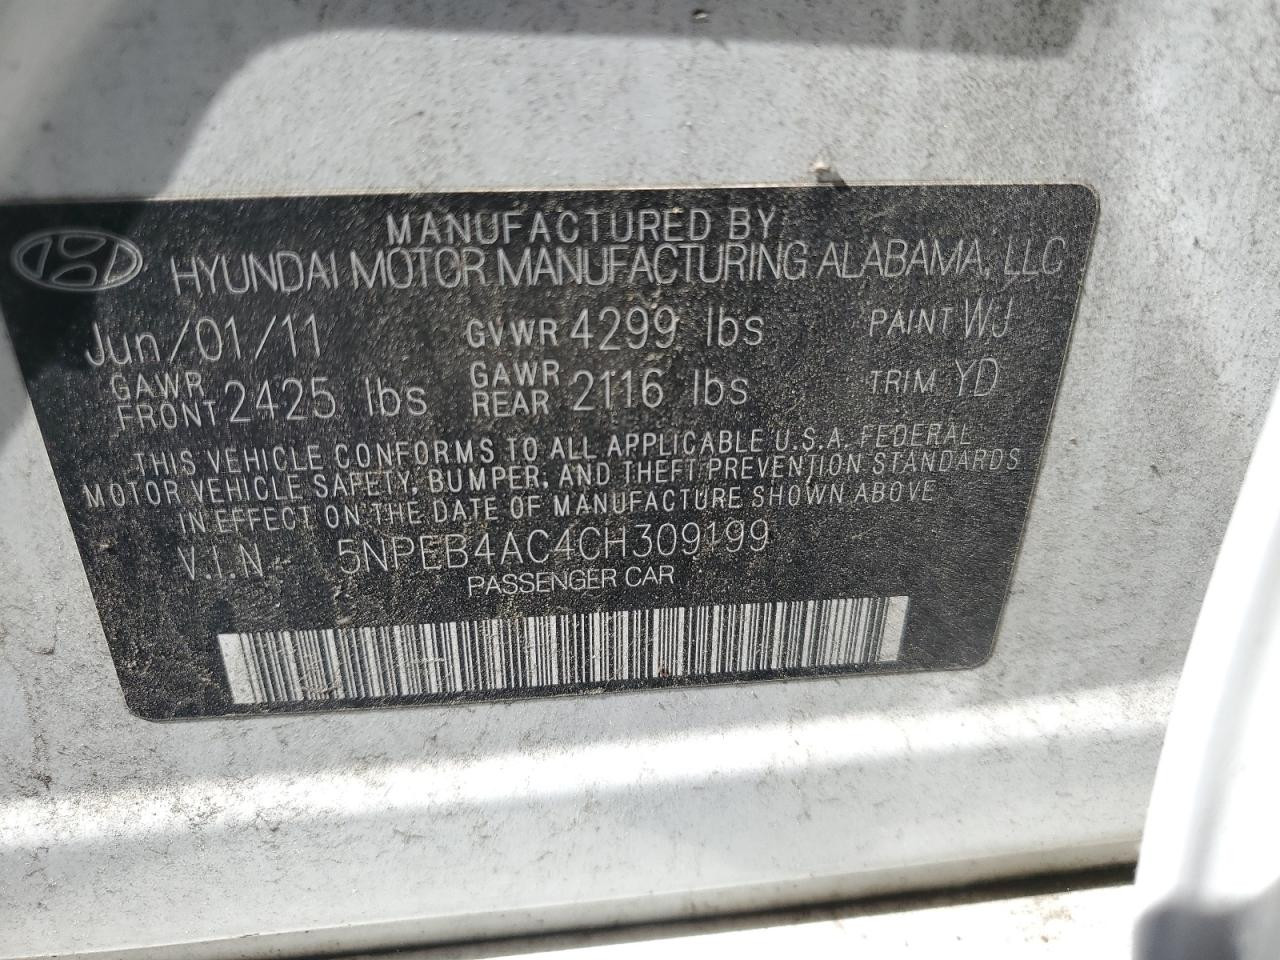 MANUFACTURED BY
HYUNDAI MOTOR MANUFACTURING ALABAMA, LLC
Jun/01/11 GVWR 4299 lbs PAINT WJ
GAWR FRONT 2425 lbs GAWR REAR 2116 lbs TRIM YD
THIS VEHICLE CONFORMS TO ALL APPLICABLE U.S.A. FEDERAL
MOTOR VEHICLE SAFETY, BUMPER, AND THEFT PREVENTION STANDARDS
IN EFFECT ON THE DATE OF MANUFACTURE SHOWN ABOVE
V.I.N 5NPEB4AC4CH309199
PASSENGER CAR